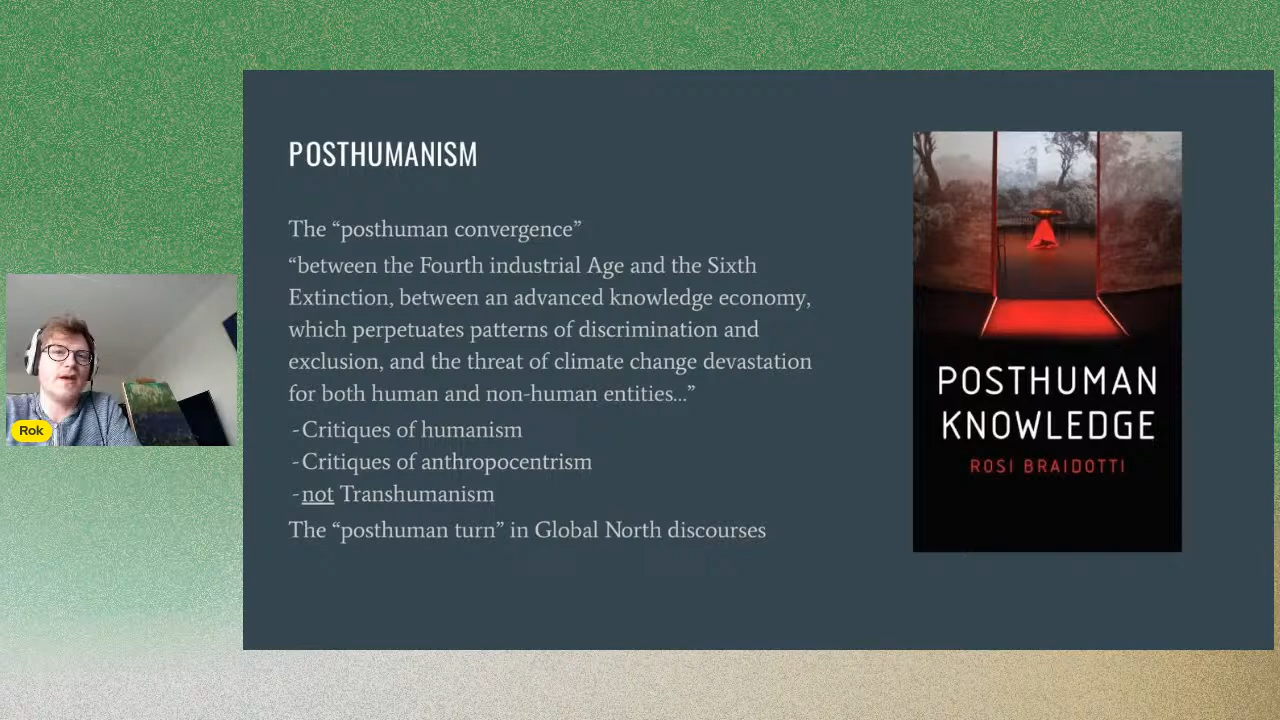 POSTHUMANISM
The “posthuman convergence”
“between the Fourth industrial Age and the Sixth
Extinction, between an advanced knowledge economy,
which perpetuates patterns of discrimination and
exclusion, and the threat of climate change devastation
for both human and non-human entities…”
-Critiques of humanism
-Critiques of anthropocentrism
-not Transhumanism
The “posthuman turn” in Global North discourses
POSTHUMAN
KNOWLEDGE
ROSI BRAIDOTTI
Rok